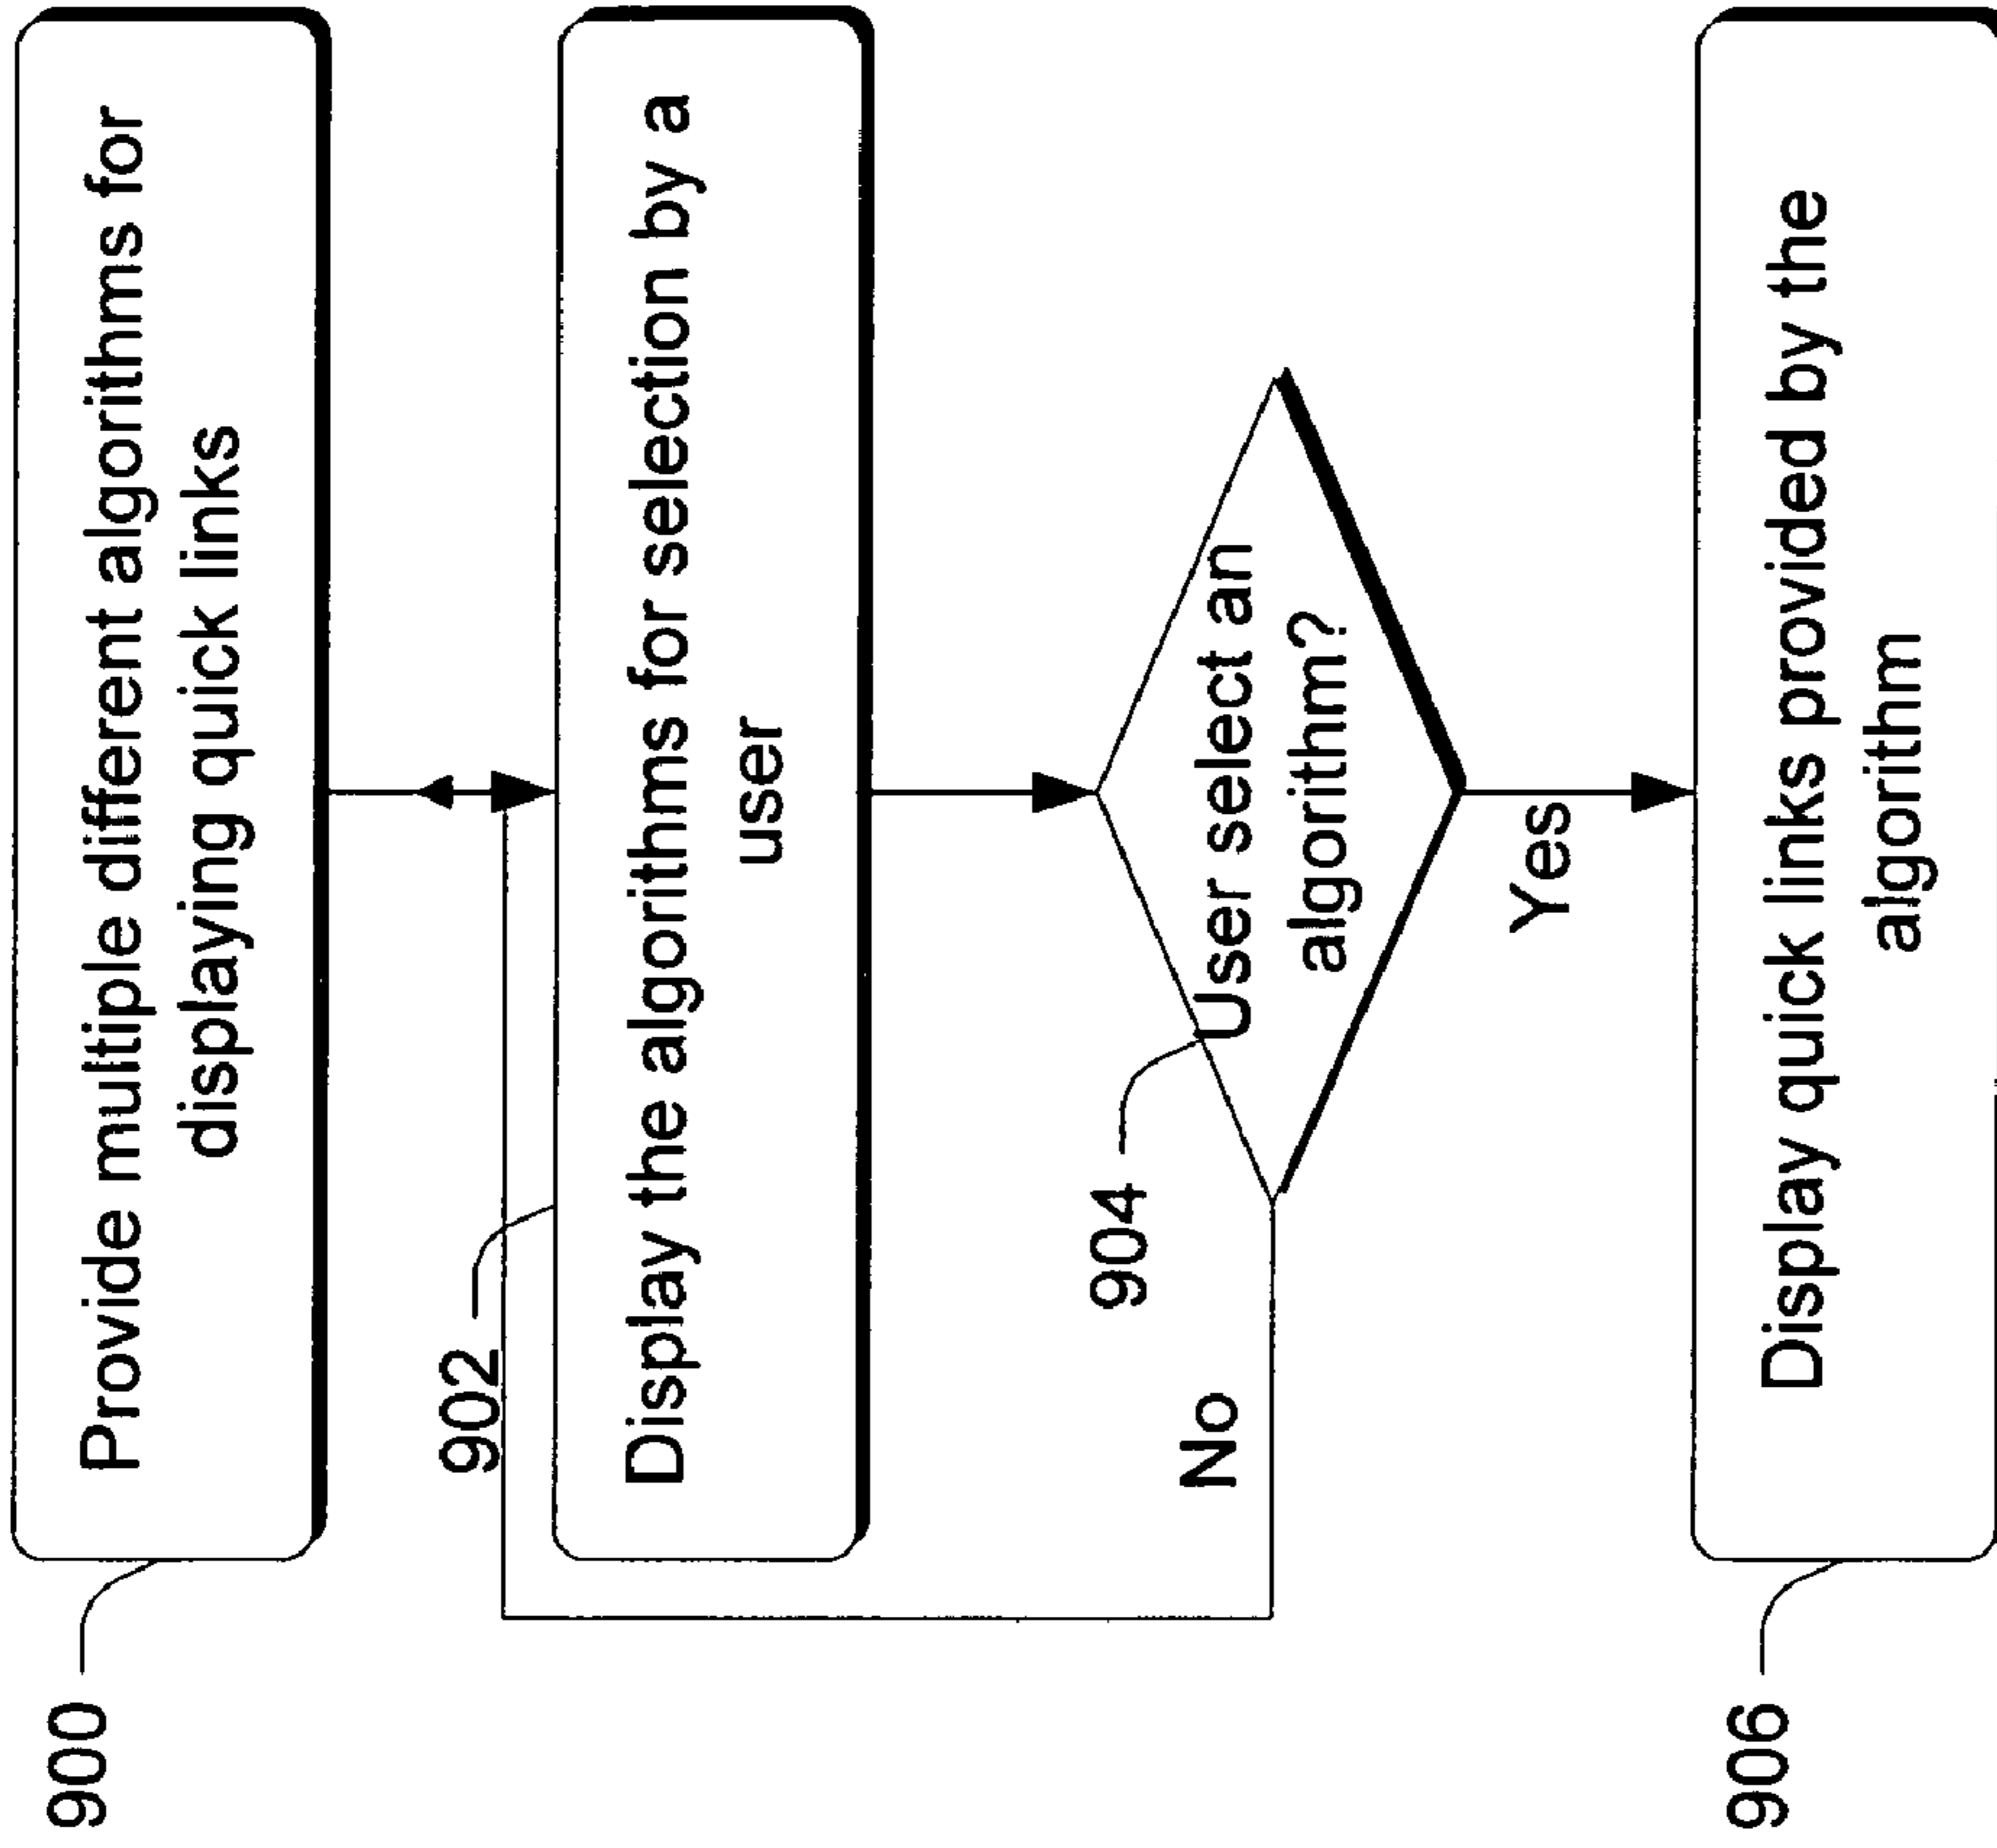 900
Provide multiple different algorithms for
displaying quick links
902
Display the algorithms for selection by a
user
904
User select an
algorithm?
No
Yes
906
Display quick links provided by the
algorithm